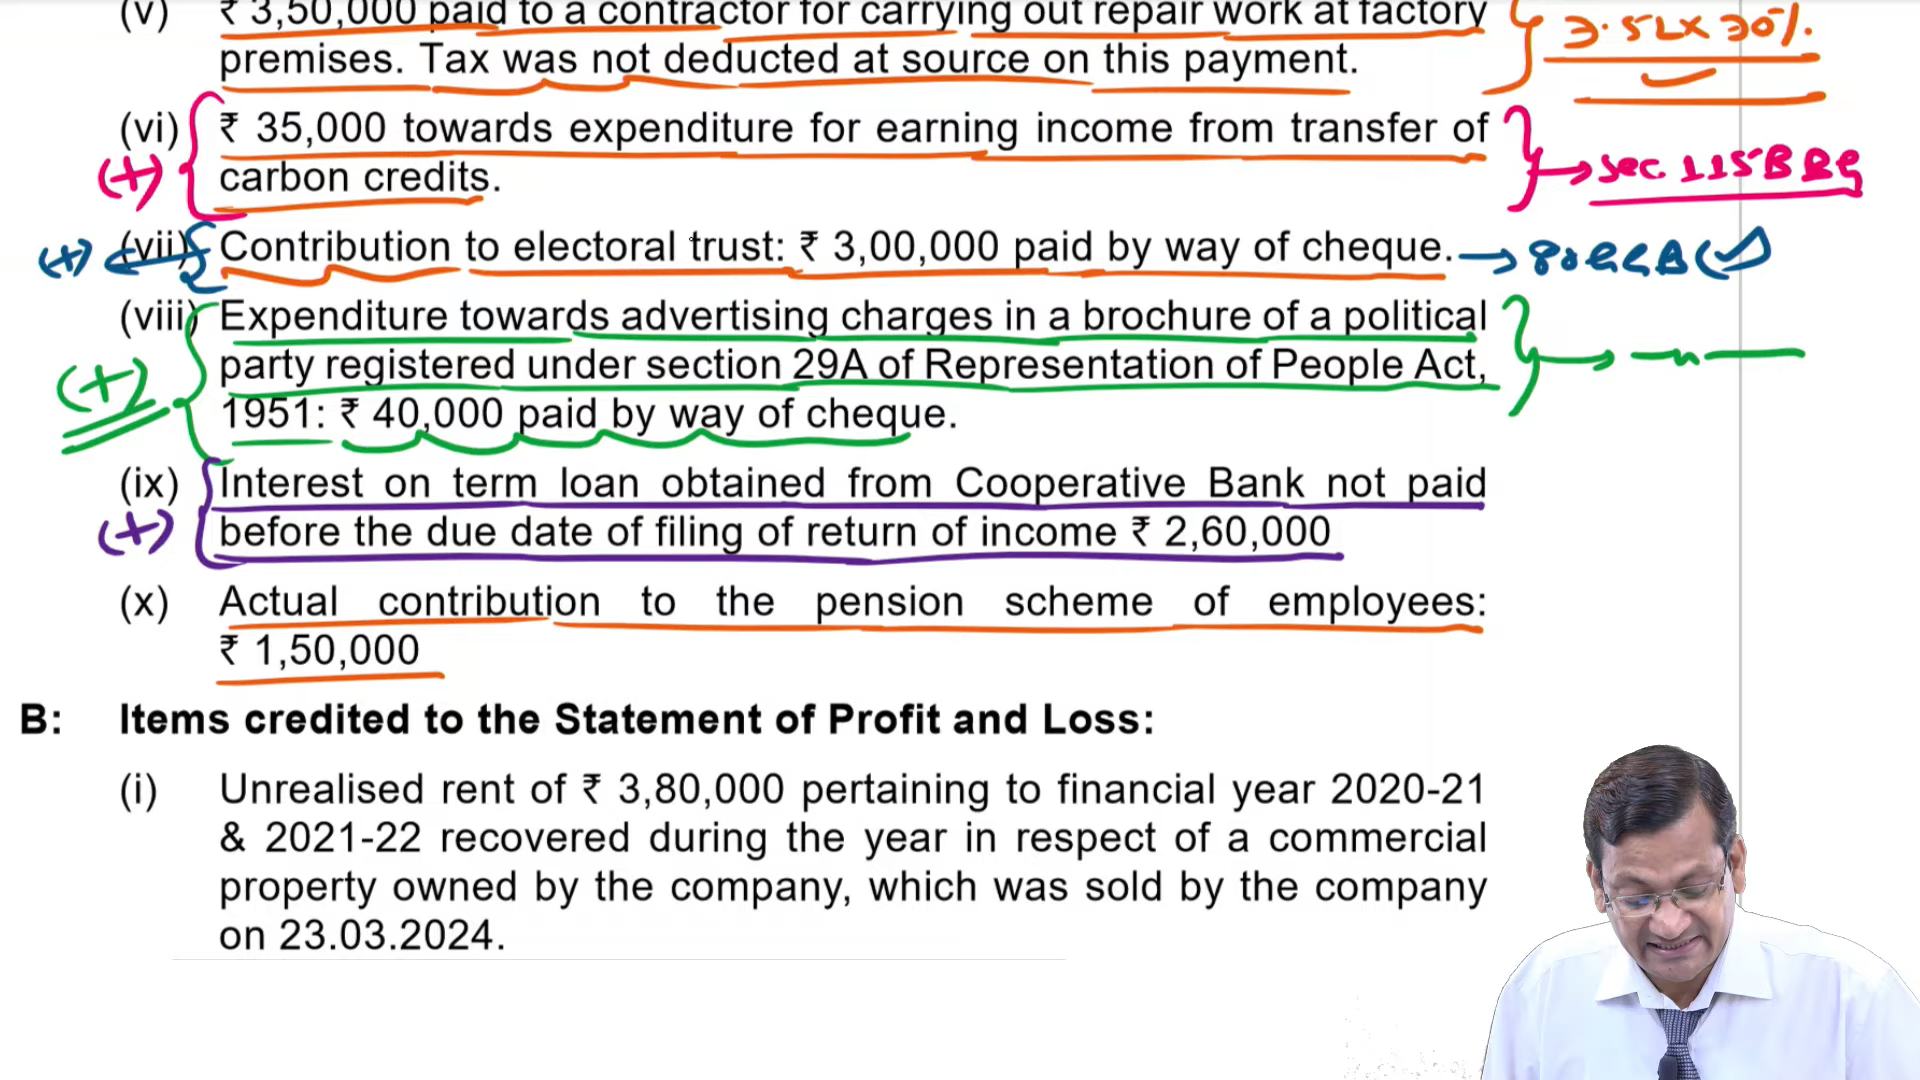 (v) ₹ 3,50,000 paid to a contractor for carrying out repair work at factory
premises. Tax was not deducted at source on this payment.
3.5L x 30%.
(vi) ₹ 35,000 towards expenditure for earning income from transfer of
carbon credits.
(+)
→ sec. 115BBG
(+) (vii) Contribution to electoral trust: ₹ 3,00,000 paid by way of cheque. → 80GGB (✓)
(viii) Expenditure towards advertising charges in a brochure of a political
party registered under section 29A of Representation of People Act,
1951: ₹ 40,000 paid by way of cheque.
(+)
(ix) Interest on term loan obtained from Cooperative Bank not paid
before the due date of filing of return of income ₹ 2,60,000
(+)
(x) Actual contribution to the pension scheme of employees:
₹ 1,50,000
B: Items credited to the Statement of Profit and Loss:
(i) Unrealised rent of ₹ 3,80,000 pertaining to financial year 2020-21
& 2021-22 recovered during the year in respect of a commercial
property owned by the company, which was sold by the company
on 23.03.2024.